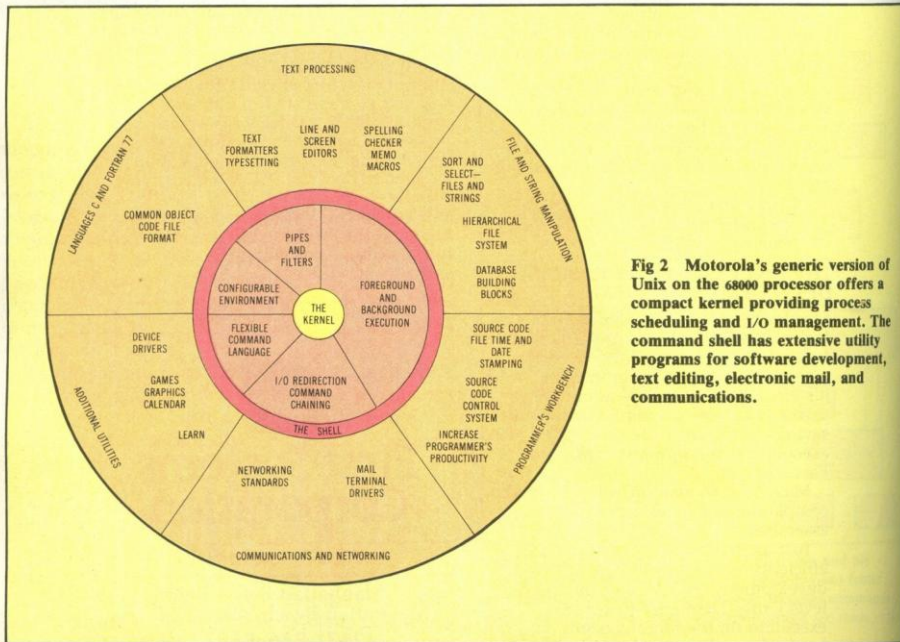 TEXT PROCESSING
TEXT
FORMATTERS
TYPESETTING
LINE AND
SCREEN
EDITORS
SPELLING
CHECKER
MEMO
MACROS
FILE AND STRING MANIPULATION
SORT AND
SELECT—
FILES AND
STRINGS
HIERARCHICAL
FILE
SYSTEM
DATABASE
BUILDING
BLOCKS
LANGUAGES C AND FORTRAN 77
COMMON OBJECT
CODE FILE
FORMAT
PIPES
AND
FILTERS
CONFIGURABLE
ENVIRONMENT
THE
KERNEL
FOREGROUND
AND
BACKGROUND
EXECUTION
FLEXIBLE
COMMAND
LANGUAGE
I/O REDIRECTION
COMMAND
CHAINING
THE SHELL
DEVICE
DRIVERS
GAMES
GRAPHICS
CALENDAR
LEARN
ADDITIONAL UTILITIES
SOURCE CODE
FILE TIME AND
DATE
STAMPING
SOURCE
CODE
CONTROL
SYSTEM
INCREASE
PROGRAMMER'S
PRODUCTIVITY
PROGRAMMER'S WORKBENCH
NETWORKING
STANDARDS
MAIL
TERMINAL
DRIVERS
COMMUNICATIONS AND NETWORKING
Fig 2 Motorola's generic version of
Unix on the 68000 processor offers a
compact kernel providing process
scheduling and I/O management. The
command shell has extensive utility
programs for software development,
text editing, electronic mail, and
communications.